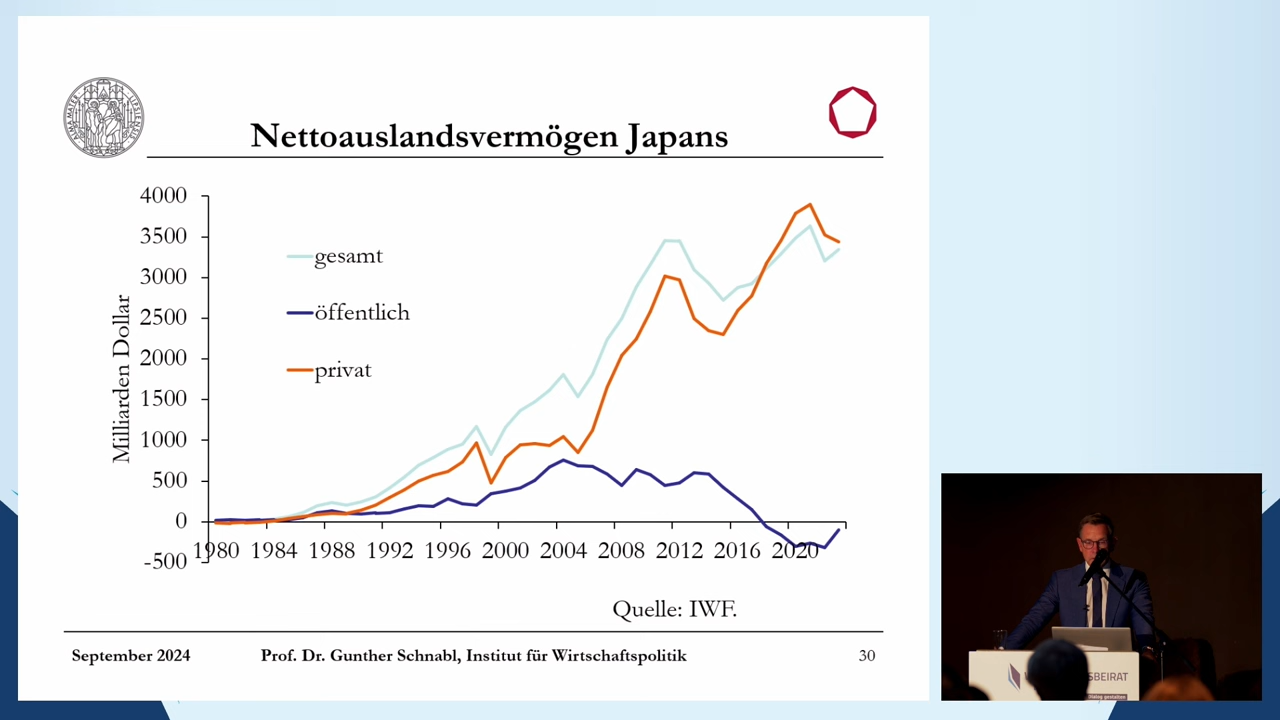 Nettoauslandsvermögen Japans
Milliarden Dollar
4000
3500
3000
2500
2000
1500
1000
500
0
-500
gesamt
öffentlich
privat
1980 1984 1988 1992 1996 2000 2004 2008 2012 2016 2020
Quelle: IWF.
September 2024 Prof. Dr. Gunther Schnabl, Institut für Wirtschaftspolitik 30
SBEIRAT